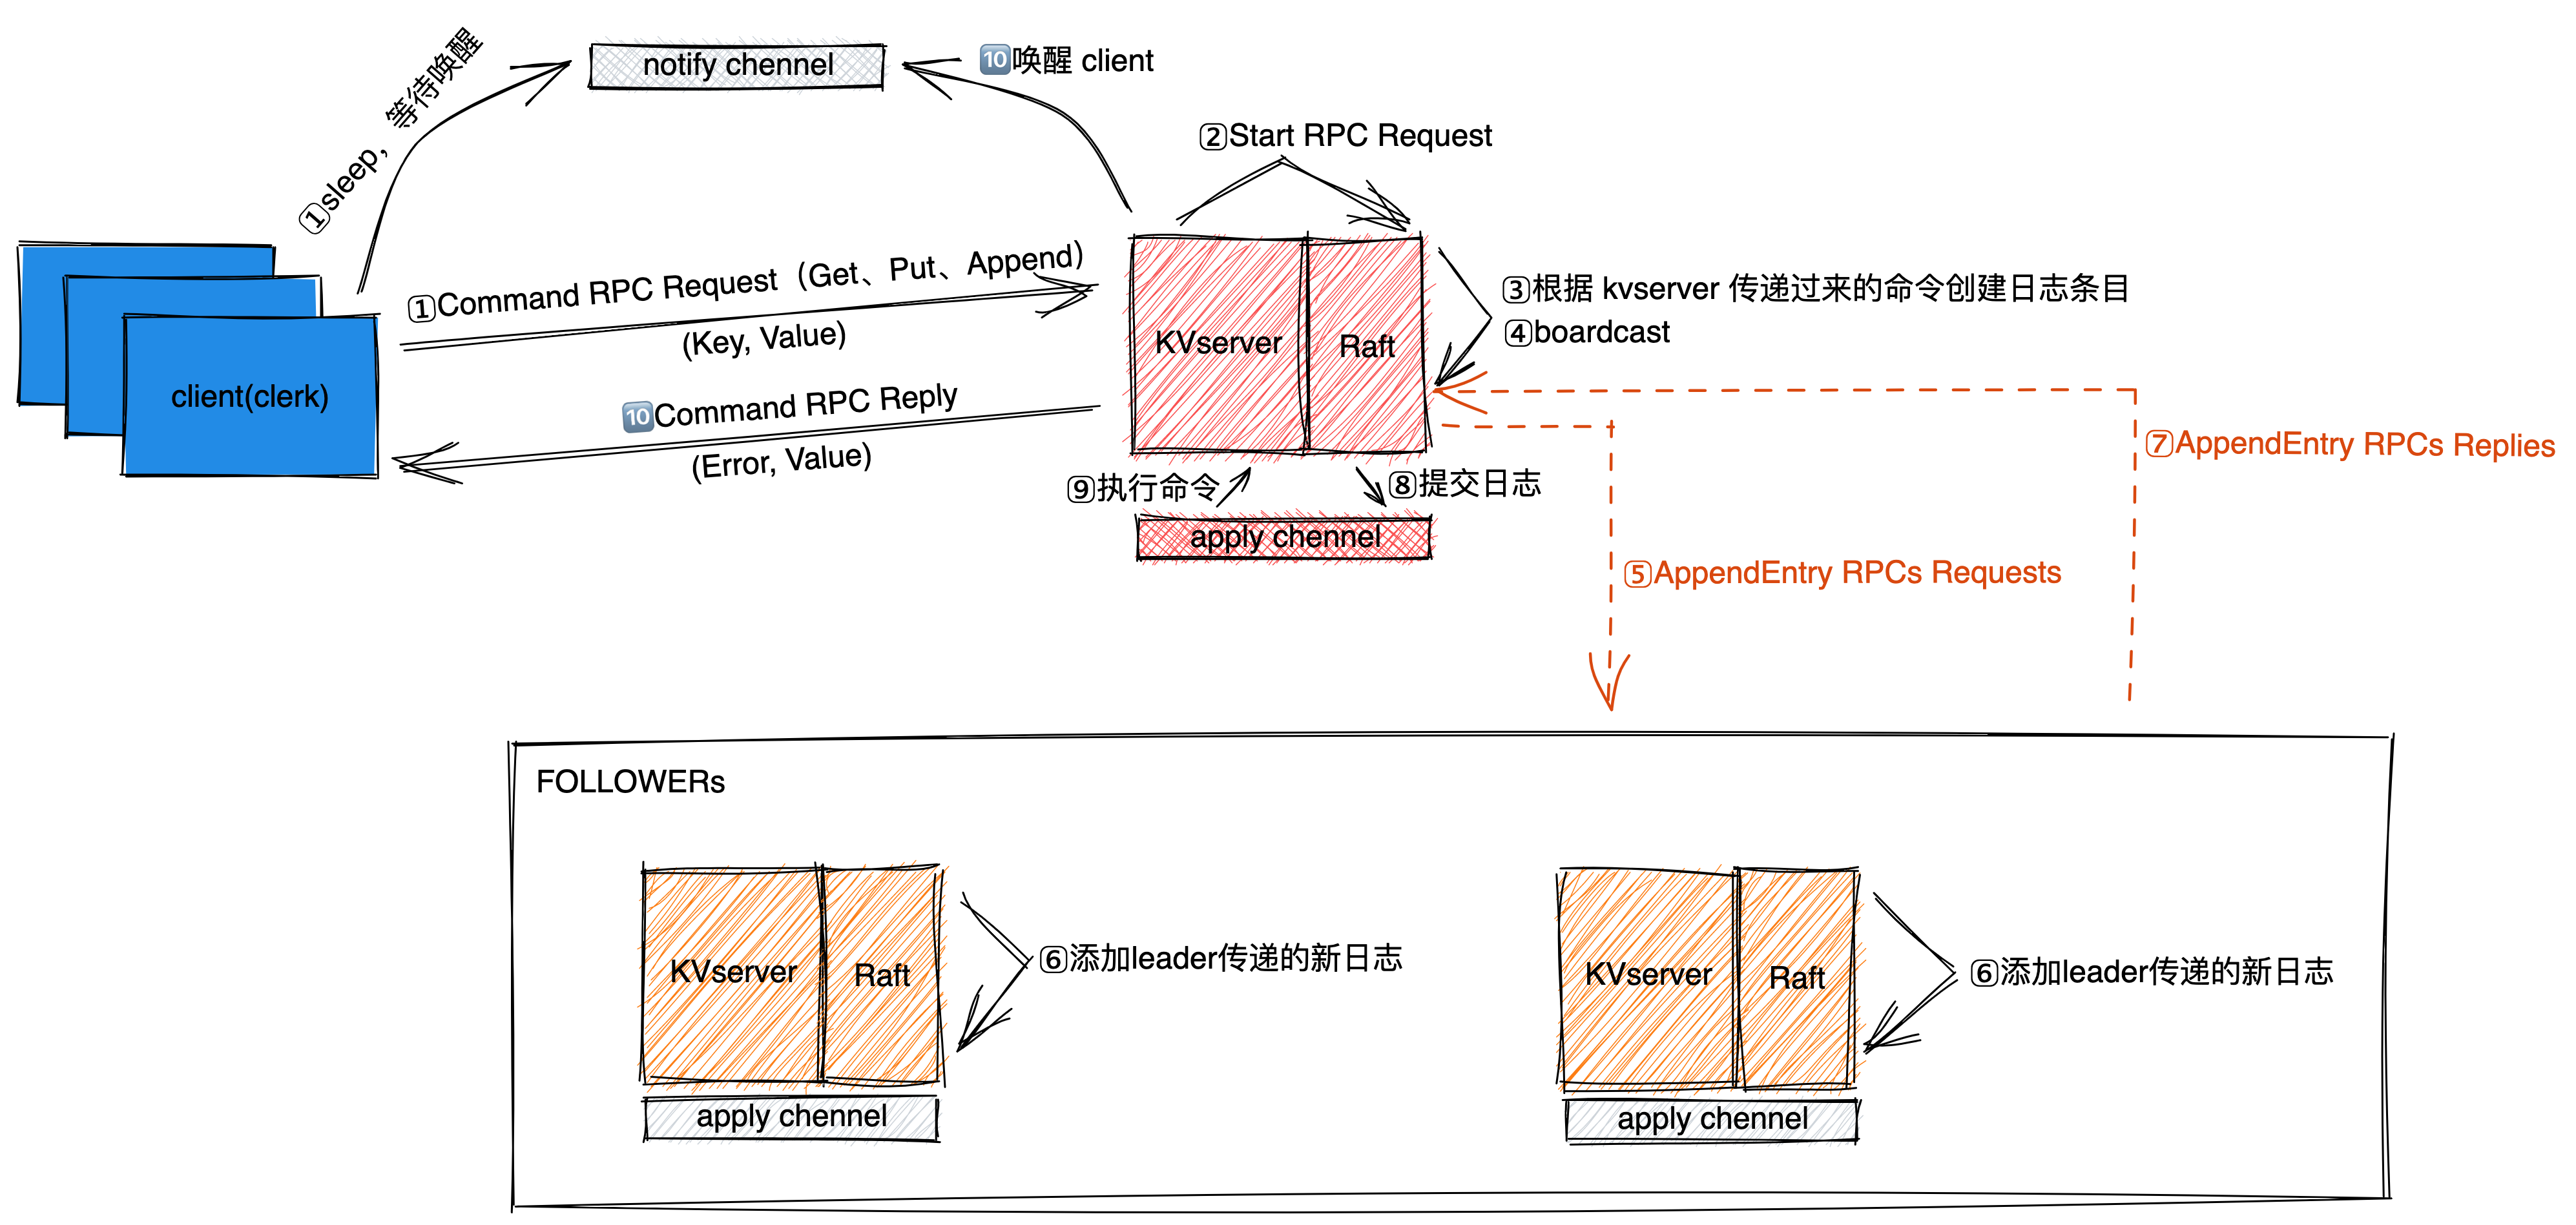 notify chennel
🔟唤醒 client
①sleep，等待唤醒
②Start RPC Request
①Command RPC Request（Get、Put、Append）
(Key, Value)
client(clerk)
🔟Command RPC Reply
(Error, Value)
KVserver
Raft
③根据 kvserver 传递过来的命令创建日志条目
④boardcast
⑦AppendEntry RPCs Replies
⑨执行命令
⑧提交日志
apply chennel
⑤AppendEntry RPCs Requests
FOLLOWERs
KVserver
Raft
⑥添加leader传递的新日志
apply chennel
KVserver
Raft
⑥添加leader传递的新日志
apply chennel